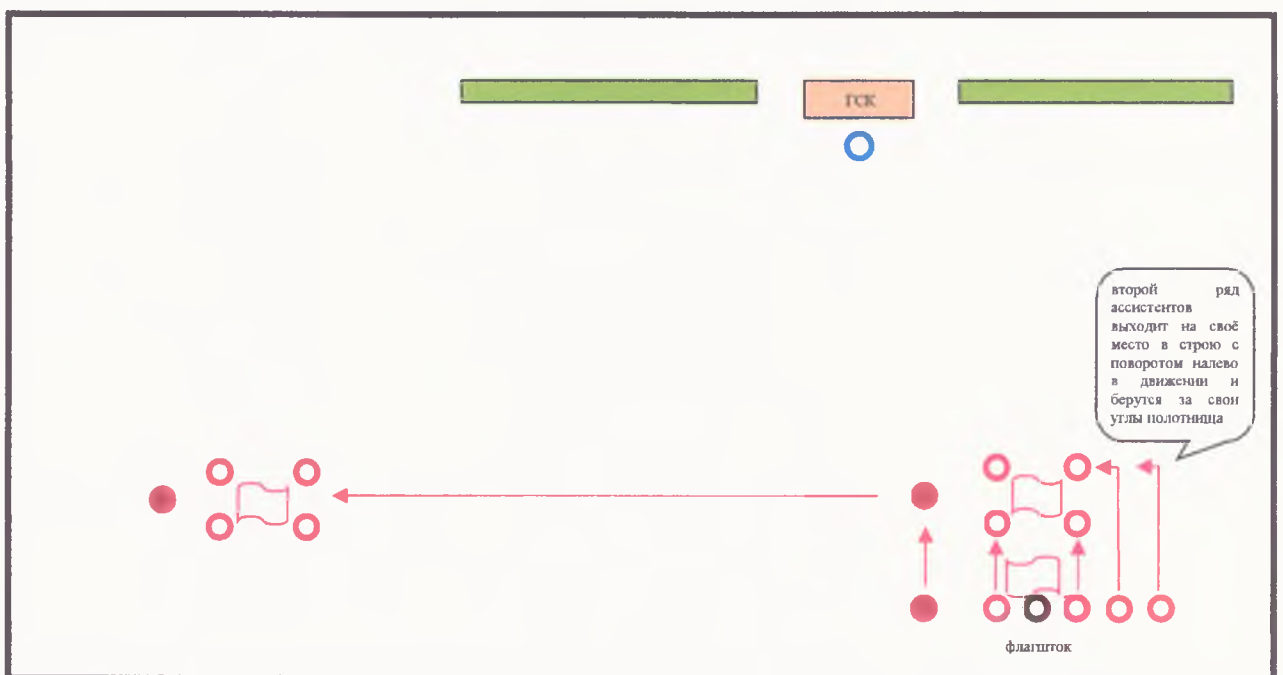 ГСК
второй ряд
ассистентов
выходит на своё
место в строю с
поворотом налево
в движении и
берутся за свои
углы полотнища
флагшток